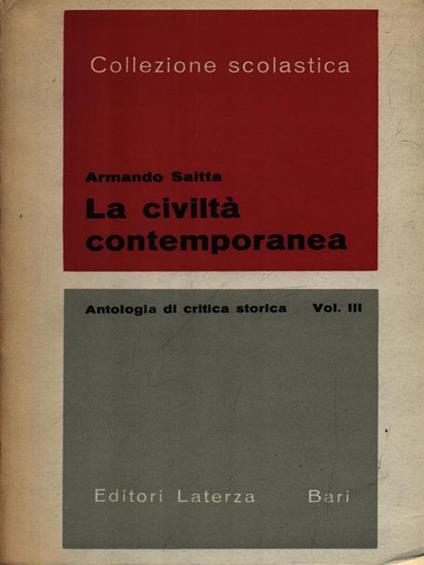 Collezione scolastica
Armando Saitta
La civiltà
contemporanea
Antologia di critica storica Vol. III
Editori Laterza Bari